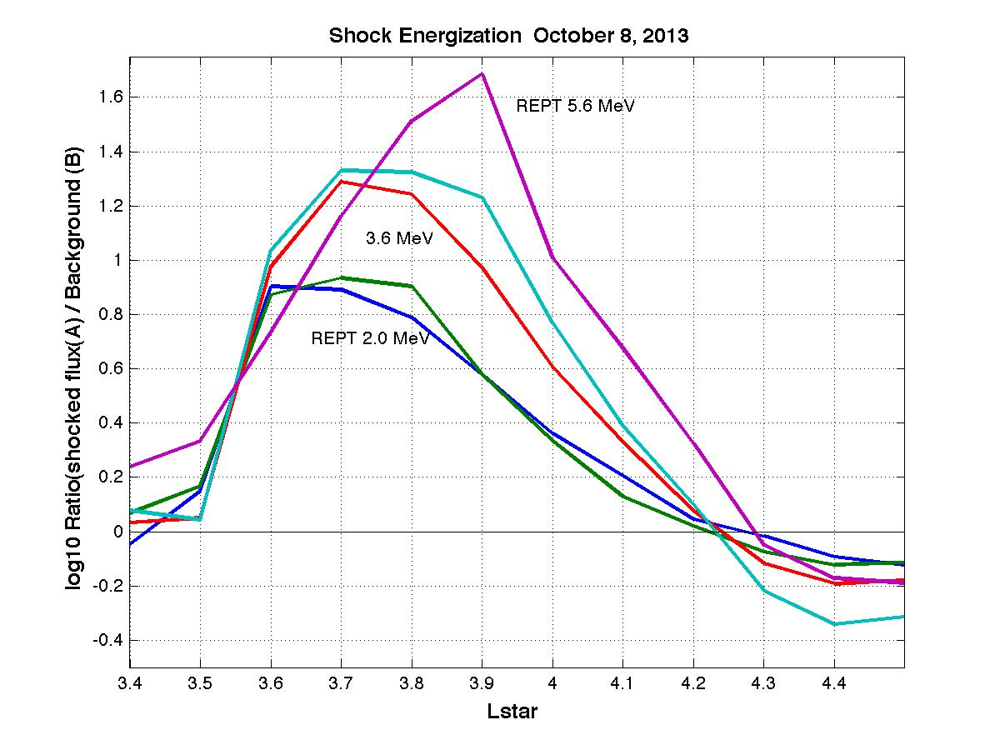 Shock Energization  October 8, 2013
log10 Ratio(shocked flux(A) / Background (B)
1.6
1.4
1.2
1
0.8
0.6
0.4
0.2
0
-0.2
-0.4
REPT 5.6 MeV
3.6 MeV
REPT 2.0 MeV
3.4 3.5 3.6 3.7 3.8 3.9 4 4.1 4.2 4.3 4.4
Lstar